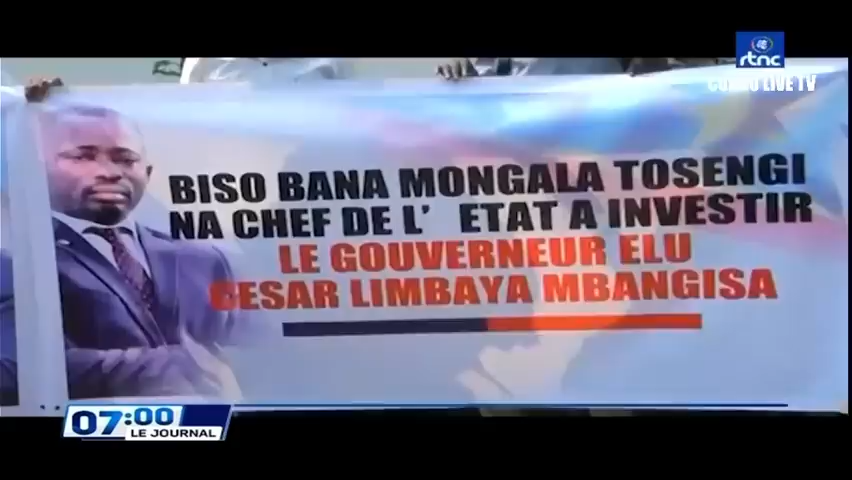 rtnc
CONGO LIVE TV
BISO BANA MONGALA TOSENGI
NA CHEF DE L' ETAT A INVESTIR
LE GOUVERNEUR ELU
CESAR LIMBAYA MBANGISA
07:00
LE JOURNAL